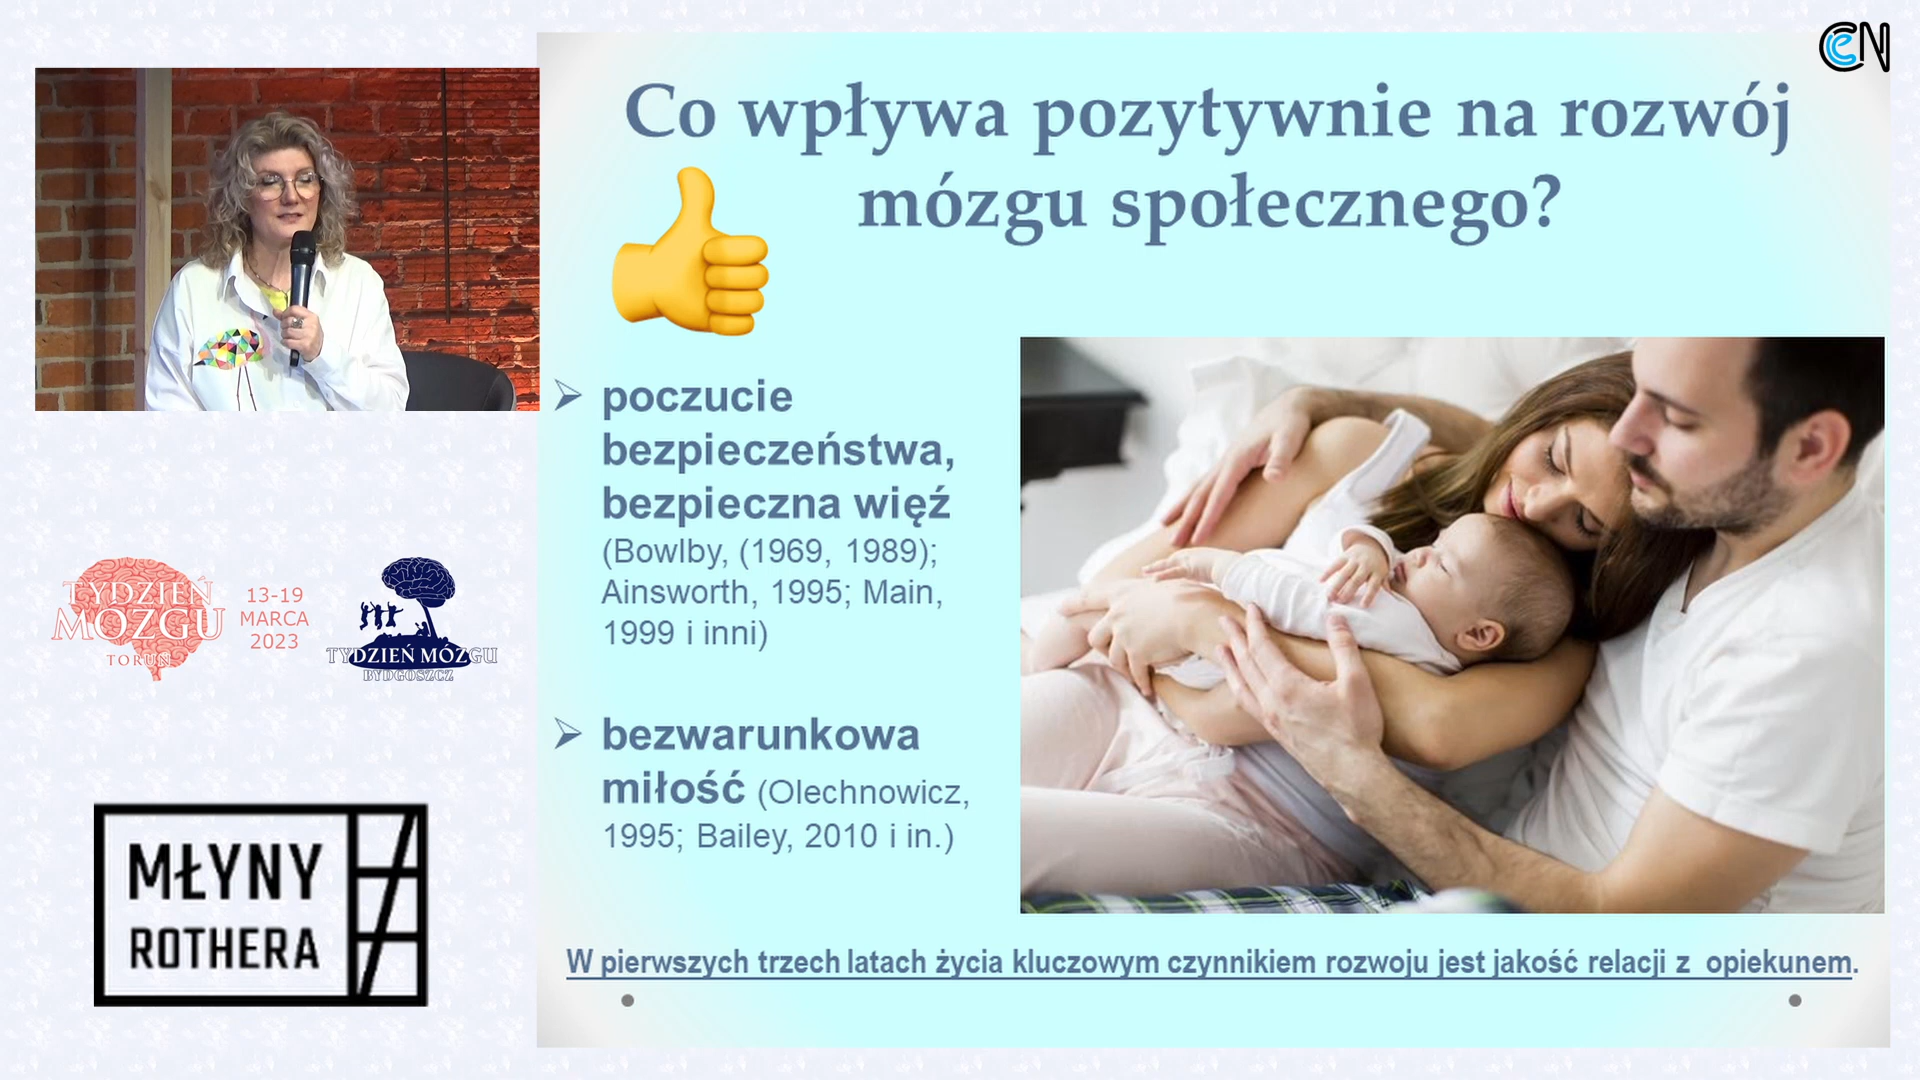 CEN
Co wpływa pozytywnie na rozwój
mózgu społecznego?
poczucie
bezpieczeństwa,
bezpieczna więź
(Bowlby, (1969, 1989);
Ainsworth, 1995; Main,
1999 i inni)
bezwarunkowa
miłość (Olechnowicz,
1995; Bailey, 2010 i in.)
W pierwszych trzech latach życia kluczowym czynnikiem rozwoju jest jakość relacji z opiekunem.
TYDZIEŃ
MÓZGU
TORUŃ
13-19
MARCA
2023
TYDZIEŃ MÓZGU
BYDGOSZCZ
MŁYNY
ROTHERA